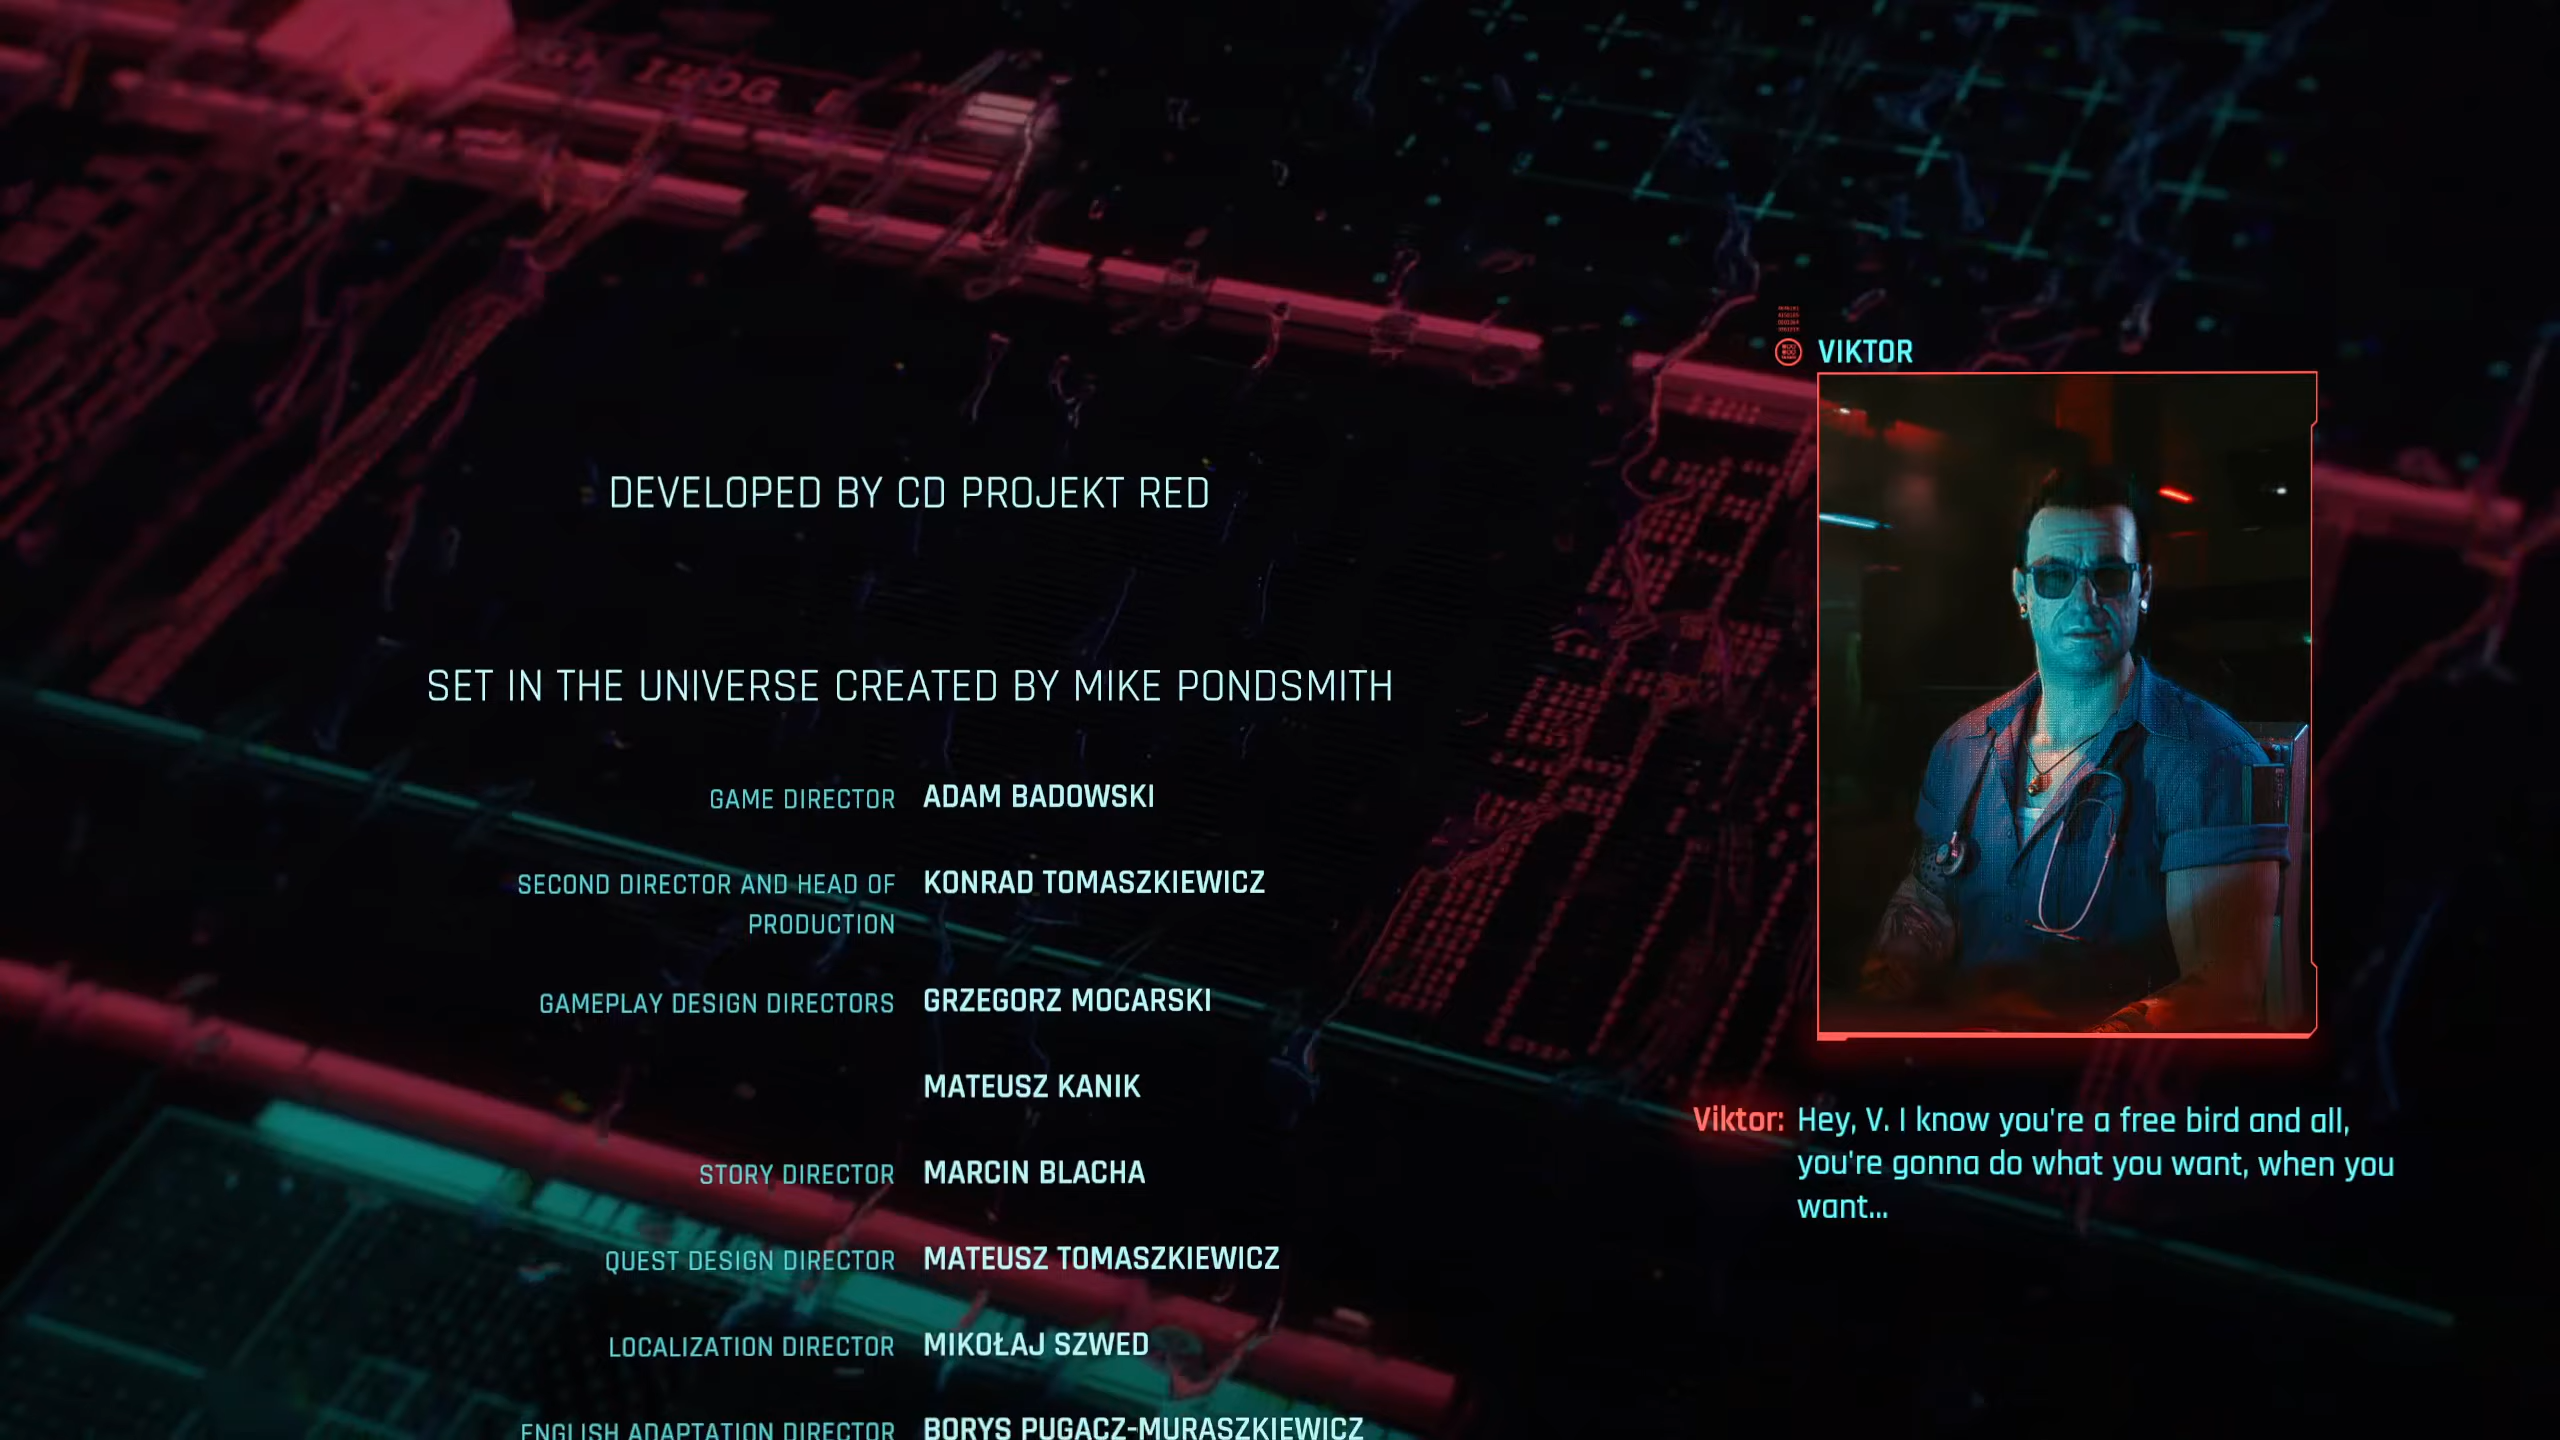 DEVELOPED BY CD PROJEKT RED
SET IN THE UNIVERSE CREATED BY MIKE PONDSMITH
GAME DIRECTOR ADAM BADOWSKI
SECOND DIRECTOR AND HEAD OF KONRAD TOMASZKIEWICZ
PRODUCTION
GAMEPLAY DESIGN DIRECTORS GRZEGORZ MOCARSKI
MATEUSZ KANIK
STORY DIRECTOR MARCIN BLACHA
QUEST DESIGN DIRECTOR MATEUSZ TOMASZKIEWICZ
LOCALIZATION DIRECTOR MIKOŁAJ SZWED
ENGLISH ADAPTATION DIRECTOR BORYS PUGACZ-MURASZKIEWICZ
VIKTOR
Viktor: Hey, V. I know you're a free bird and all,
you're gonna do what you want, when you
want...